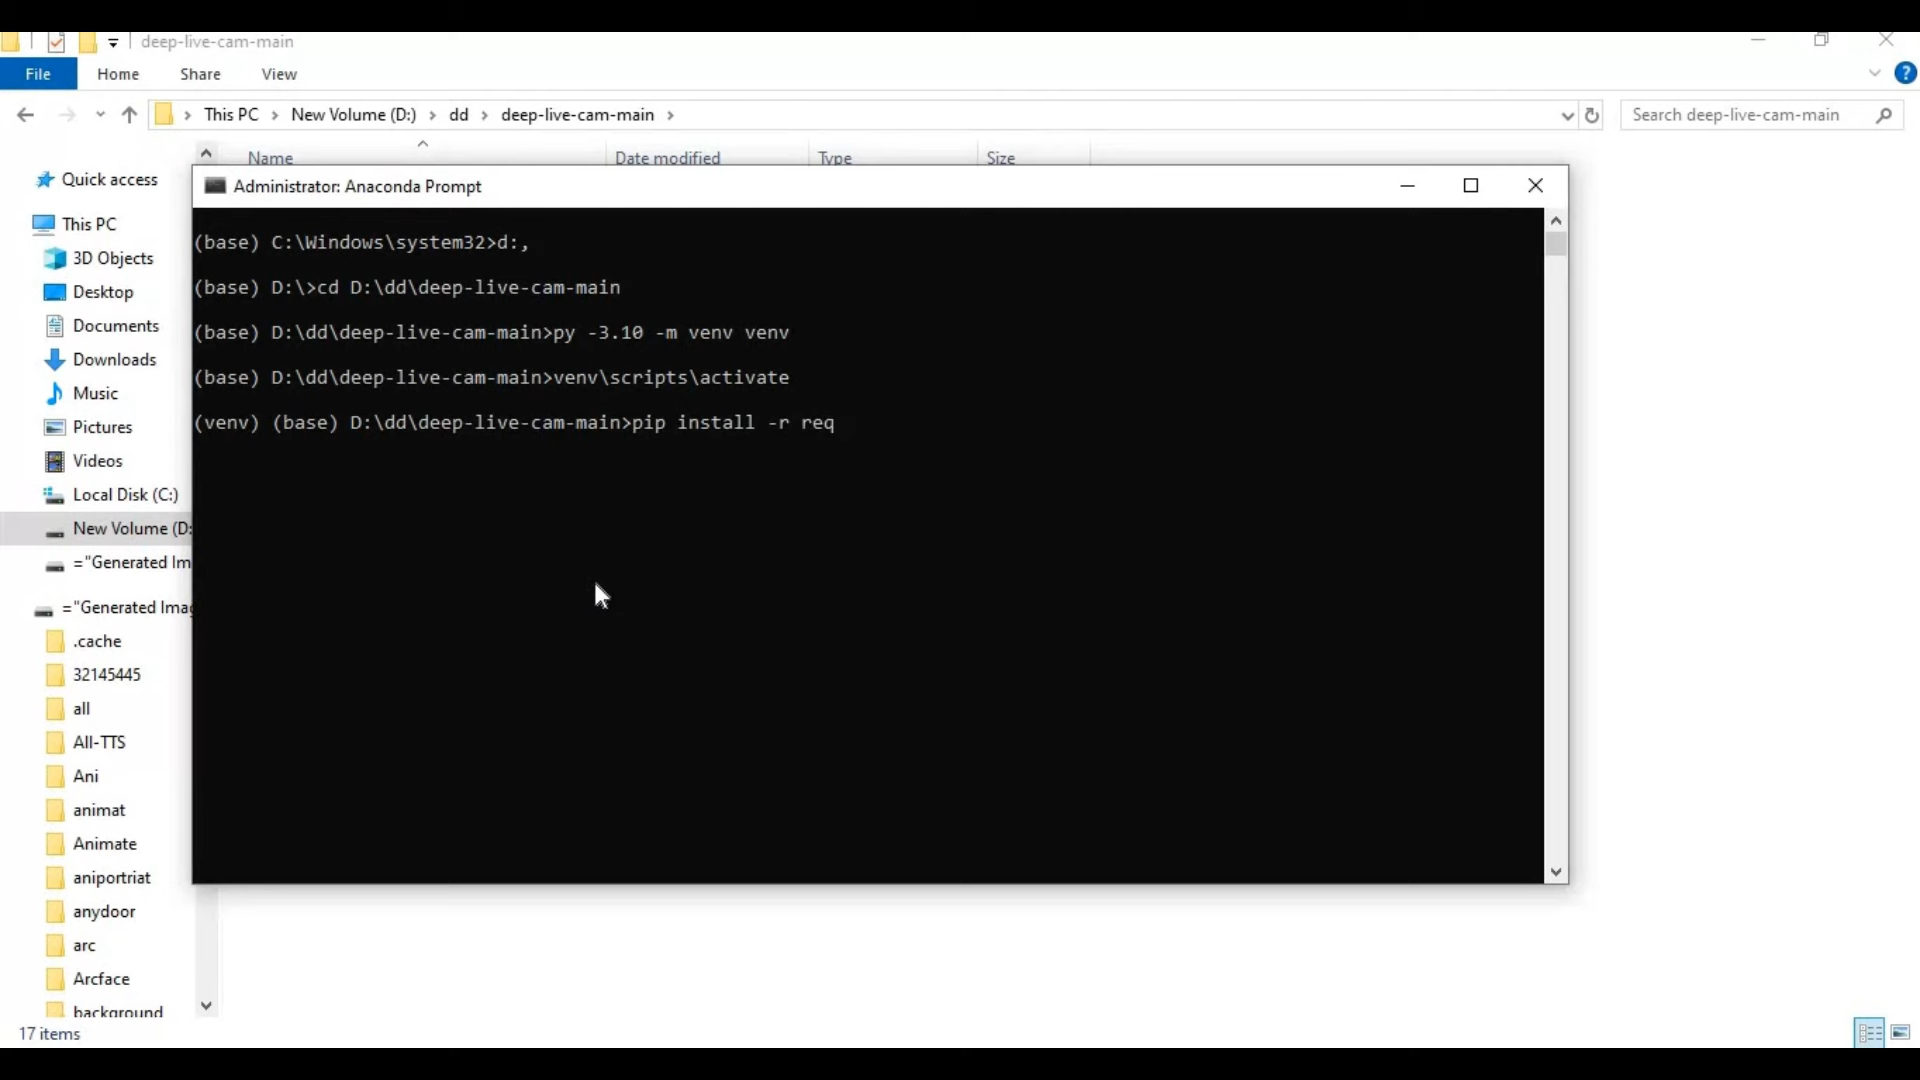 deep-live-cam-main
File Home Share View
This PC New Volume (D:) dd deep-live-cam-main
Search deep-live-cam-main
Name Date modified Type Size
Quick access
This PC
3D Objects
Desktop
Documents
Downloads
Music
Pictures
Videos
Local Disk (C:)
New Volume (D:
="Generated Im
="Generated Imag
.cache
32145445
all
All-TTS
Ani
animat
Animate
aniportriat
anydoor
arc
Arcface
background
17 items
Administrator: Anaconda Prompt
(base) C:\Windows\system32>d:,
(base) D:\>cd D:\dd\deep-live-cam-main
(base) D:\dd\deep-live-cam-main>py -3.10 -m venv venv
(base) D:\dd\deep-live-cam-main>venv\scripts\activate
(venv) (base) D:\dd\deep-live-cam-main>pip install -r req